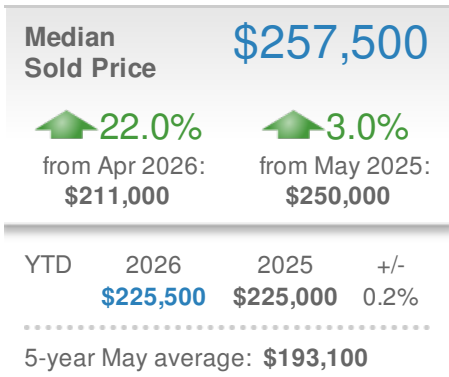 Median $257,500
Sold Price
22.0% 3.0%
from Apr 2026: from May 2025:
$211,000 $250,000
YTD 2026 2025 +/-
$225,500 $225,000 0.2%
5-year May average: $193,100